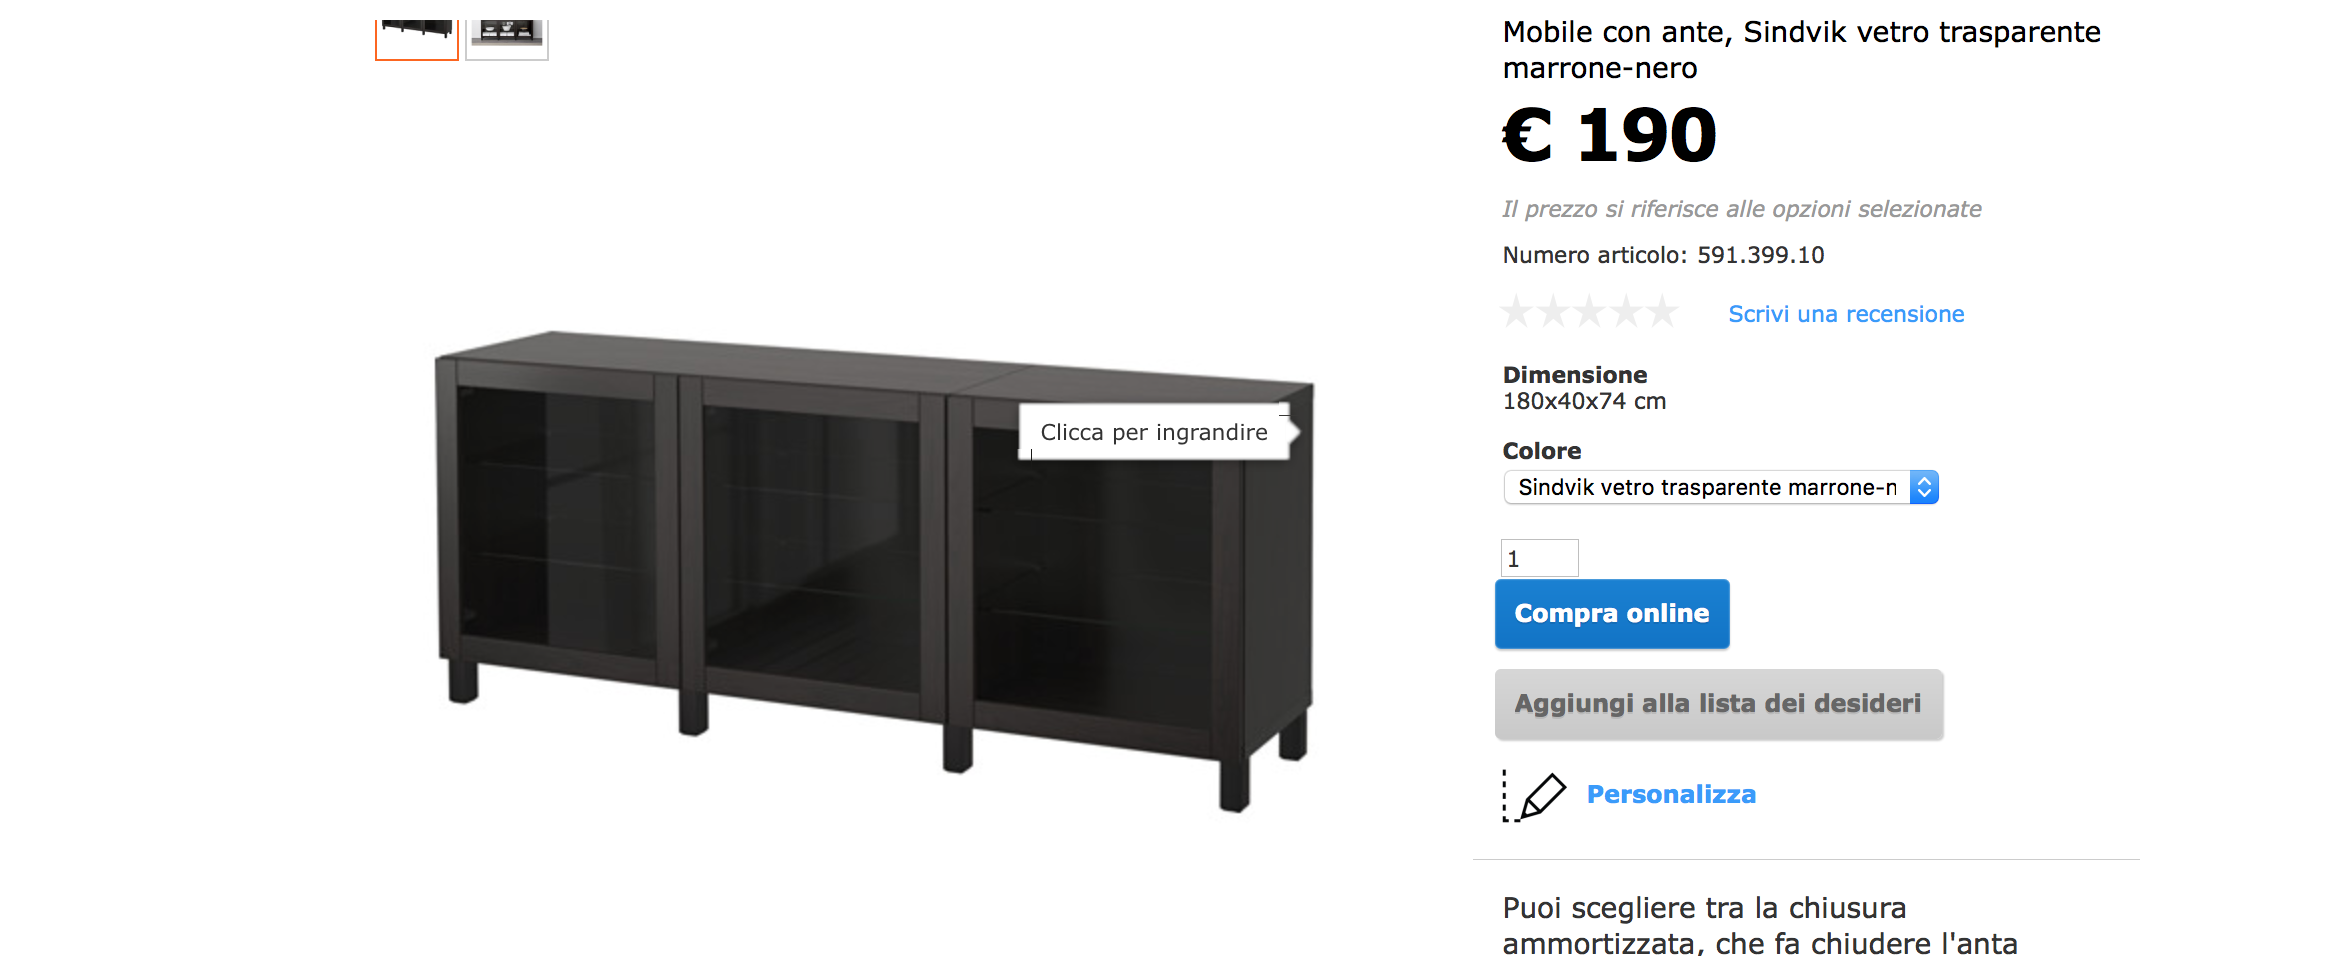 Mobile con ante, Sindvik vetro trasparente
marrone-nero
€ 190
Il prezzo si riferisce alle opzioni selezionate
Numero articolo: 591.399.10
Scrivi una recensione
Dimensione
180x40x74 cm
Clicca per ingrandire
Colore
Sindvik vetro trasparente marrone-n
1
Compra online
Aggiungi alla lista dei desideri
Personalizza
Puoi scegliere tra la chiusura
ammortizzata, che fa chiudere l'anta